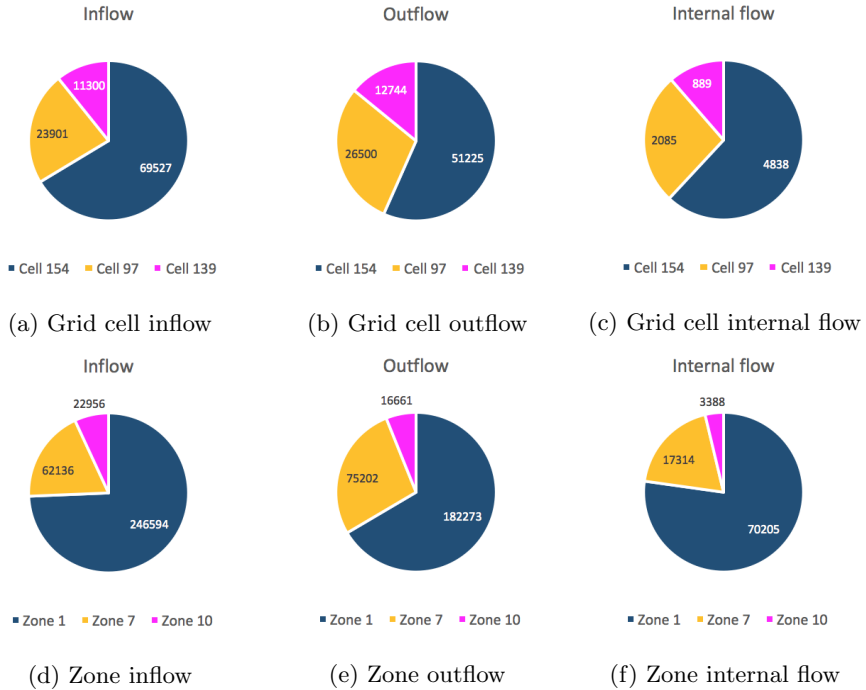 Inflow
Outflow
Internal flow
11300
23901
69527
12744
26500
51225
889
2085
4838
Cell 154 Cell 97 Cell 139
Cell 154 Cell 97 Cell 139
Cell 154 Cell 97 Cell 139
(a) Grid cell inflow
(b) Grid cell outflow
(c) Grid cell internal flow
Inflow
Outflow
Internal flow
22956
62136
246594
16661
75202
182273
3388
17314
70205
Zone 1 Zone 7 Zone 10
Zone 1 Zone 7 Zone 10
Zone 1 Zone 7 Zone 10
(d) Zone inflow
(e) Zone outflow
(f) Zone internal flow